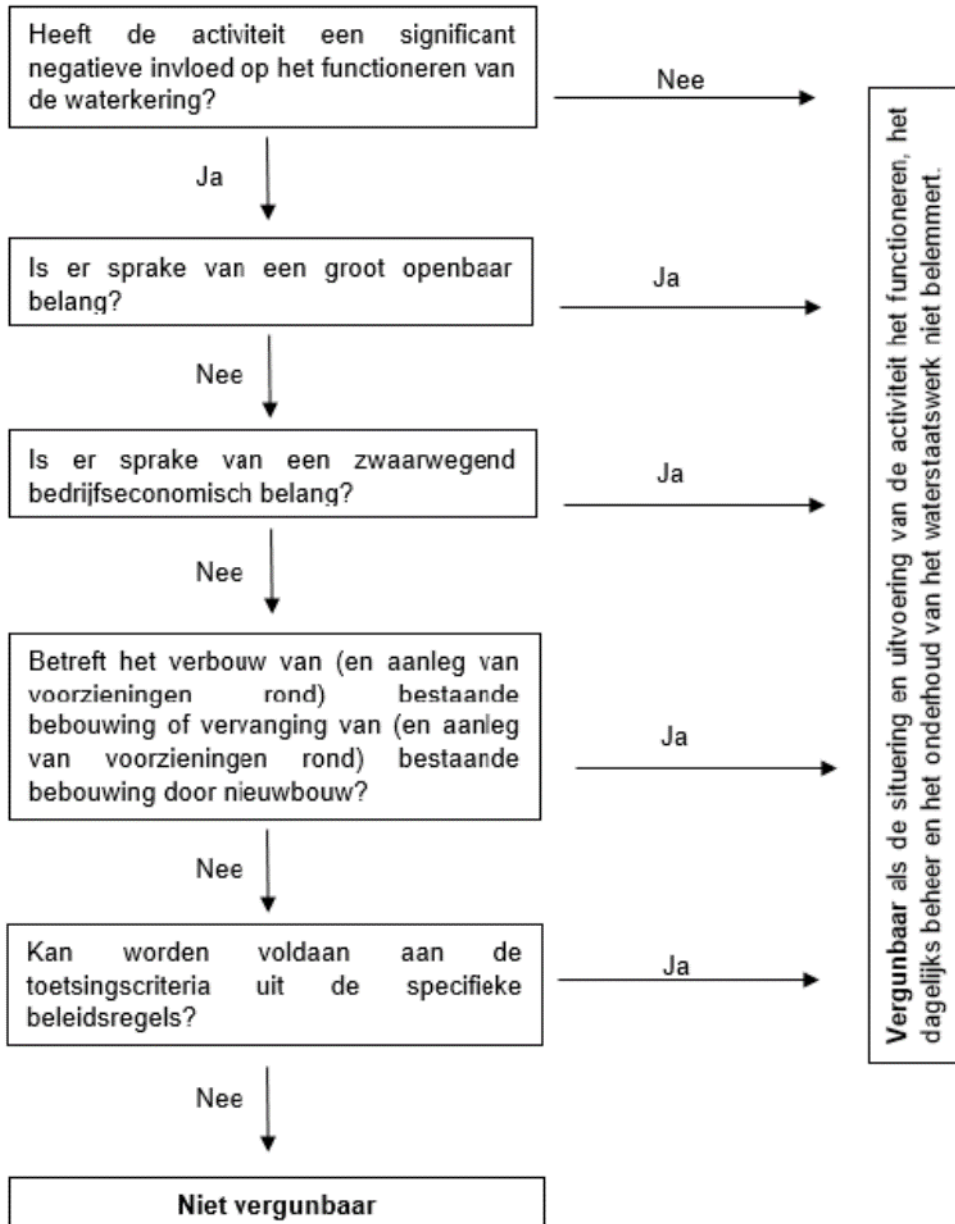 Heeft de activiteit een significant
negatieve invloed op het functioneren van
de waterkering?
Nee
Ja
Is er sprake van een groot openbaar
belang?
Ja
Nee
Is er sprake van een zwaarwegend
bedrijfseconomisch belang?
Ja
Nee
Betreft het verbouw van (en aanleg van
voorzieningen rond) bestaande
bebouwing of vervanging van (en aanleg
van voorzieningen rond) bestaande
bebouwing door nieuwbouw?
Ja
Nee
Kan worden voldaan aan de
toetsingscriteria uit de specifieke
beleidsregels?
Ja
Nee
Niet vergunbaar
Vergunbaar als de situering en uitvoering van de activiteit het functioneren, het
dagelijks beheer en het onderhoud van het waterstaatswerk niet belemmert.